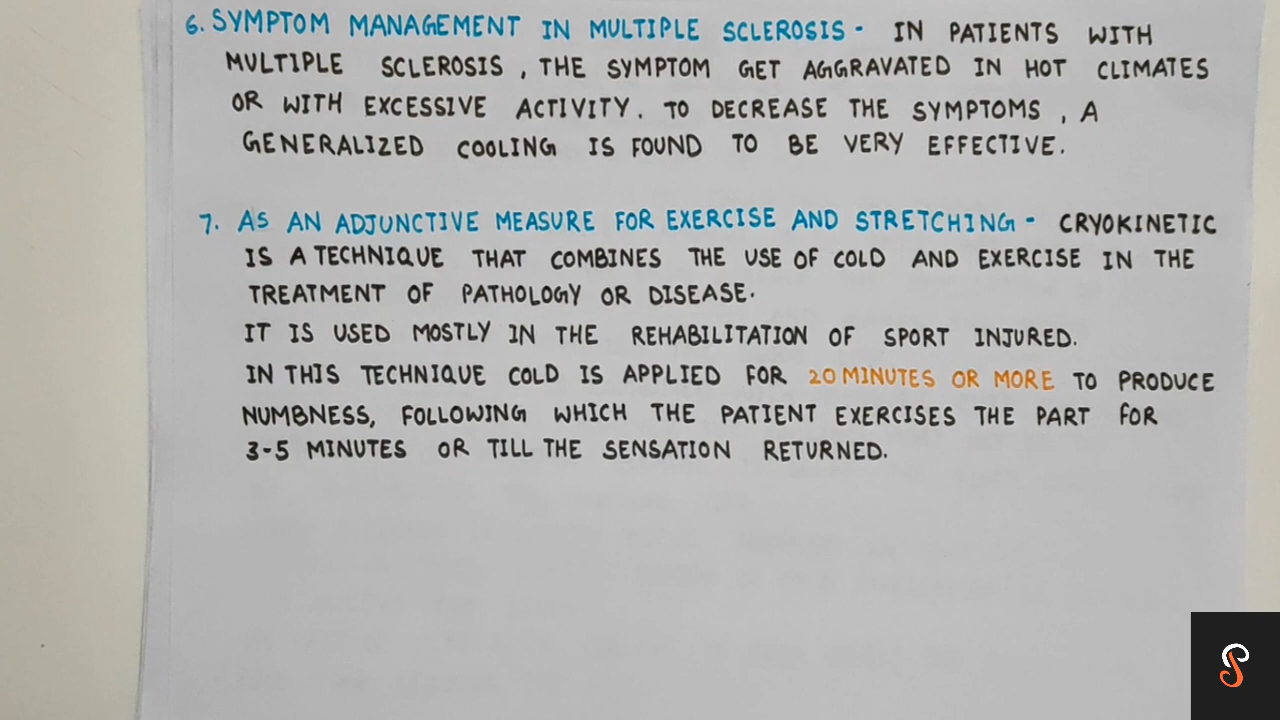 6. SYMPTOM MANAGEMENT IN MULTIPLE SCLEROSIS - IN PATIENTS WITH
MULTIPLE SCLEROSIS, THE SYMPTOM GET AGGRAVATED IN HOT CLIMATES
OR WITH EXCESSIVE ACTIVITY. TO DECREASE THE SYMPTOMS, A
GENERALIZED COOLING IS FOUND TO BE VERY EFFECTIVE.
7. AS AN ADJUNCTIVE MEASURE FOR EXERCISE AND STRETCHING - CRYOKINETIC
IS A TECHNIQUE THAT COMBINES THE USE OF COLD AND EXERCISE IN THE
TREATMENT OF PATHOLOGY OR DISEASE.
IT IS USED MOSTLY IN THE REHABILITATION OF SPORT INJURED.
IN THIS TECHNIQUE COLD IS APPLIED FOR 20 MINUTES OR MORE TO PRODUCE
NUMBNESS, FOLLOWING WHICH THE PATIENT EXERCISES THE PART FOR
3-5 MINUTES OR TILL THE SENSATION RETURNED.